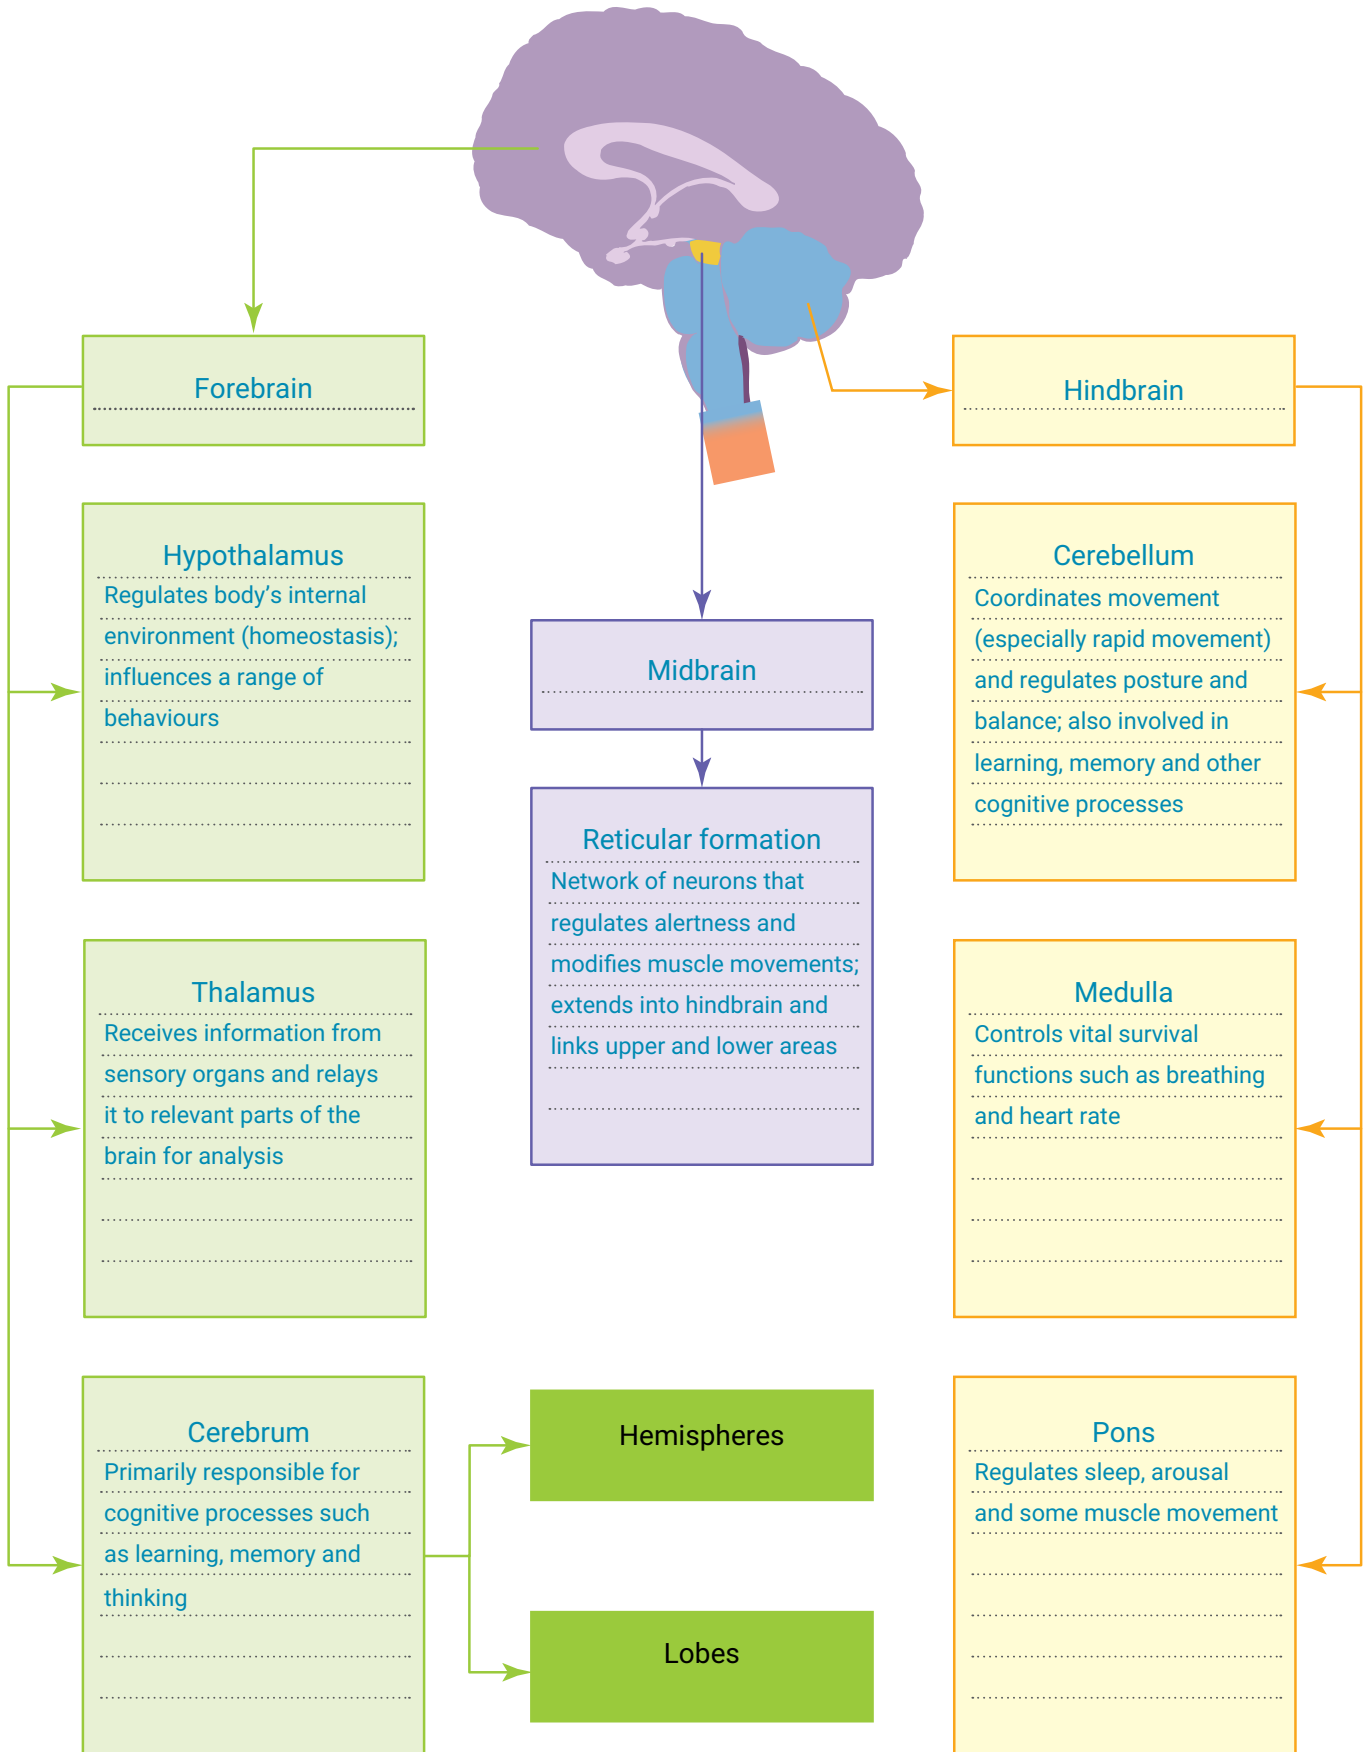 Forebrain
Hypothalamus
Regulates body’s internal
environment (homeostasis);
influences a range of
behaviours
Thalamus
Receives information from
sensory organs and relays
it to relevant parts of the
brain for analysis
Cerebrum
Primarily responsible for
cognitive processes such
as learning, memory and
thinking
Hemispheres
Lobes
Midbrain
Reticular formation
Network of neurons that
regulates alertness and
modifies muscle movements;
extends into hindbrain and
links upper and lower areas
Hindbrain
Cerebellum
Coordinates movement
(especially rapid movement)
and regulates posture and
balance; also involved in
learning, memory and other
cognitive processes
Medulla
Controls vital survival
functions such as breathing
and heart rate
Pons
Regulates sleep, arousal
and some muscle movement